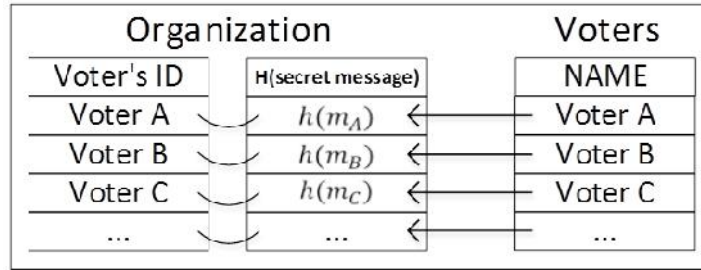 Organization Voters
Voter's ID H(secret message) NAME
Voter A h(m_A) Voter A
Voter B h(m_B) Voter B
Voter C h(m_C) Voter C
... ... ...